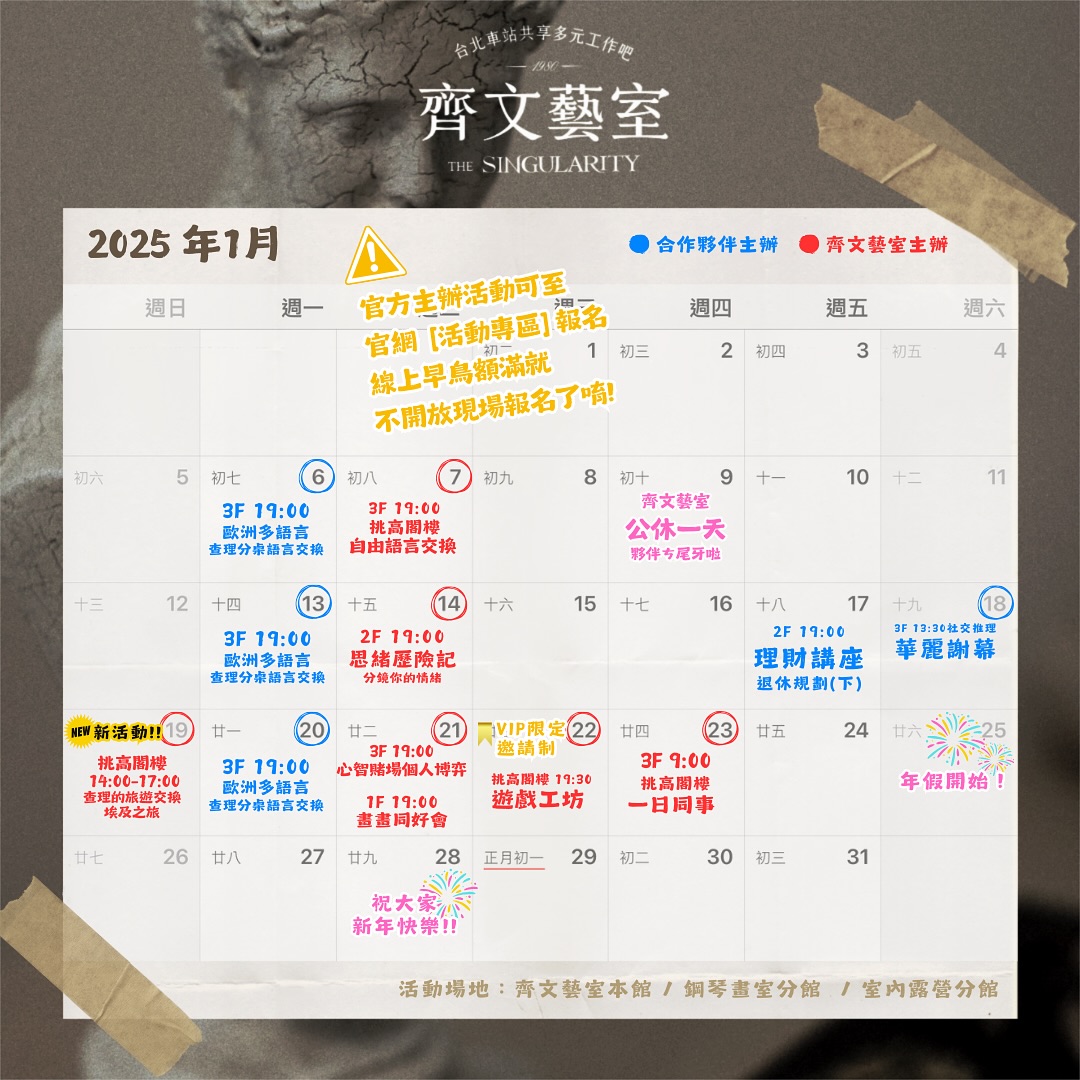 台北車站共享多元工作吧
1980
齊文藝室
THE SINGULARITY
2025 年1月
合作夥伴主辦
齊文藝室主辦
官方主辦活動可至
官網 [活動專區] 報名
線上早鳥額滿就
不開放現場報名了唷!
週日 週一 週四 週五 週六
初二 1 初三 2 初四 3 初五 4
初六 5 初七 6 初八 7 初九 8 初十 9 十一 10 十二 11
3F 19:00
歐洲多語言
查理分桌語言交換
3F 19:00
挑高閣樓
自由語言交換
齊文藝室
公休一天
夥伴ㄘ尾牙啦
十三 12 十四 13 十五 14 十六 15 十七 16 十八 17 十九 18
3F 19:00
歐洲多語言
查理分桌語言交換
2F 19:00
思緒歷險記
分鏡你的情緒
2F 19:00
理財講座
退休規劃(下)
3F 13:30社交推理
華麗謝幕
NEW 新活動!! 19 廿一 20 廿二 21 VIP限定 22 廿四 23 廿五 24 廿六 25
挑高閣樓
14:00-17:00
查理的旅遊交換
埃及之旅
3F 19:00
歐洲多語言
查理分桌語言交換
3F 19:00
心智賭場個人博弈
1F 19:00
畫畫同好會
邀請制
挑高閣樓 19:30
遊戲工坊
3F 9:00
挑高閣樓
一日同事
年假開始！
廿七 26 廿八 27 廿九 28 正月初一 29 初二 30 初三 31
祝大家
新年快樂!!
活動場地：齊文藝室本館 / 鋼琴畫室分館 / 室內露營分館